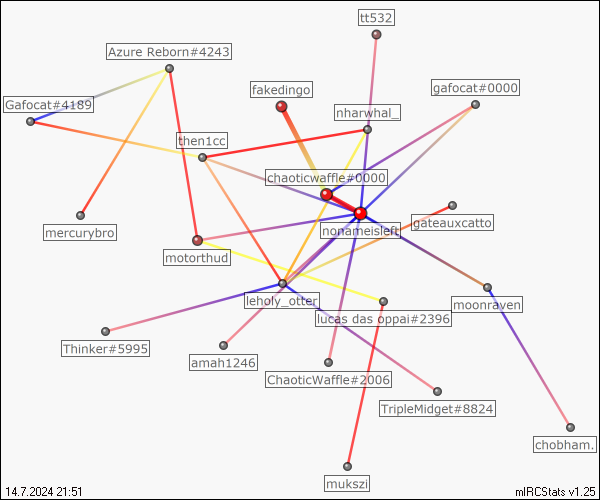 tt532
Azure Reborn#4243
fakedingo
gafocat#0000
Gafocat#4189
nharwhal_
then1cc
chaoticwaffle#0000
gateauxcatto
mercurybro
nonameisleft
motorthud
leholy_otter
moonraven
lucas das oppai#2396
Thinker#5995
amah1246
ChaoticWaffle#2006
TripleMidget#8824
chobham.
mukszi
14.7.2024 21:51
mIRCStats v1.25